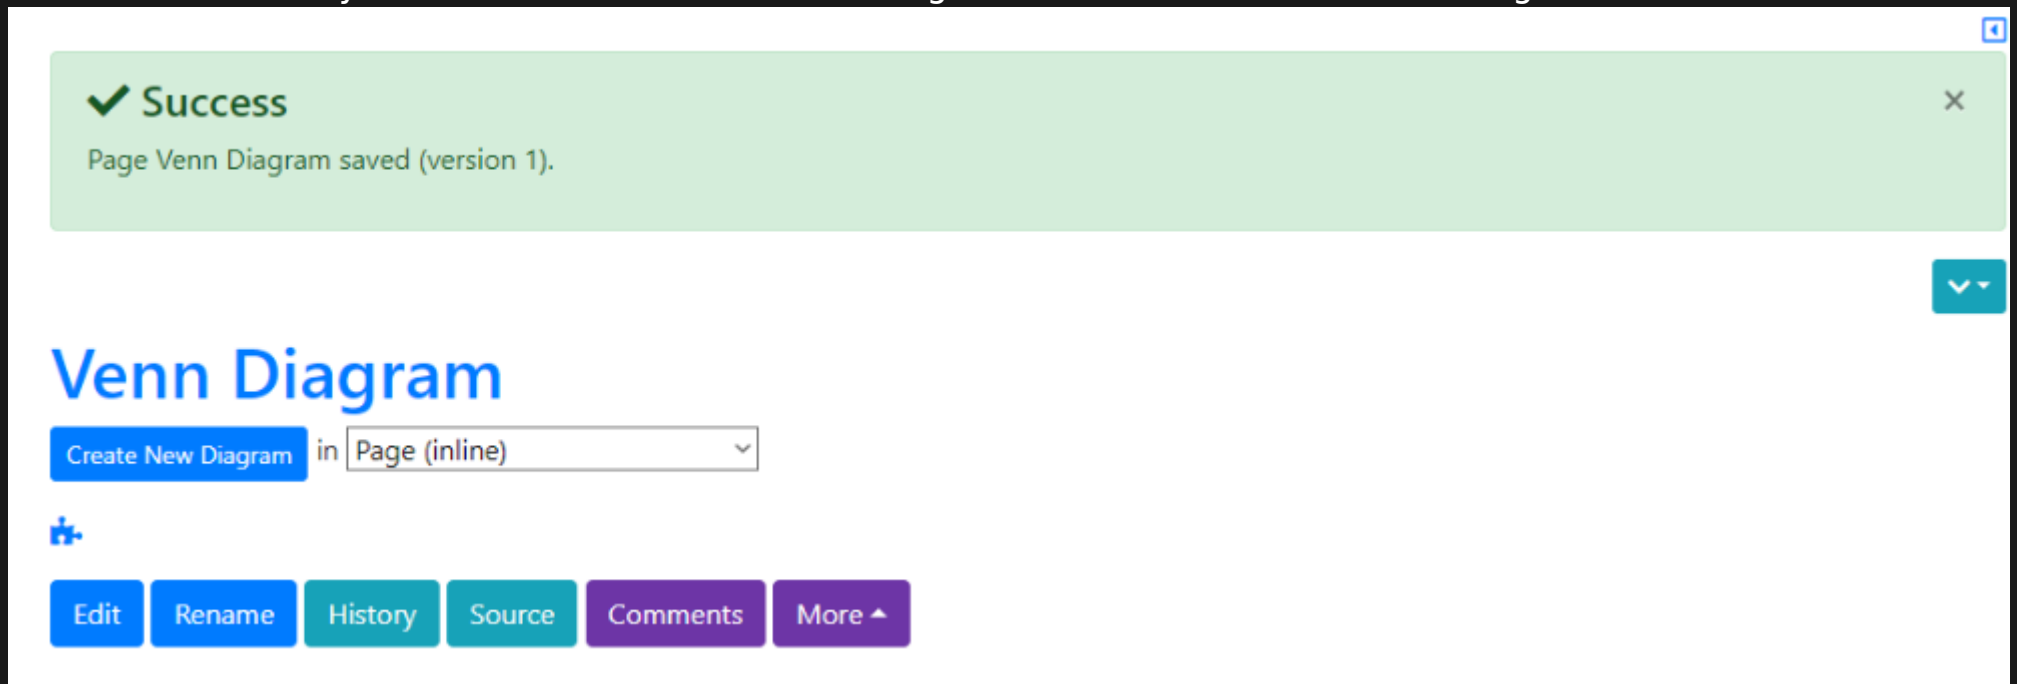 Success
Page Venn Diagram saved (version 1).
Venn Diagram
Create New Diagram in Page (inline)
Edit Rename History Source Comments More